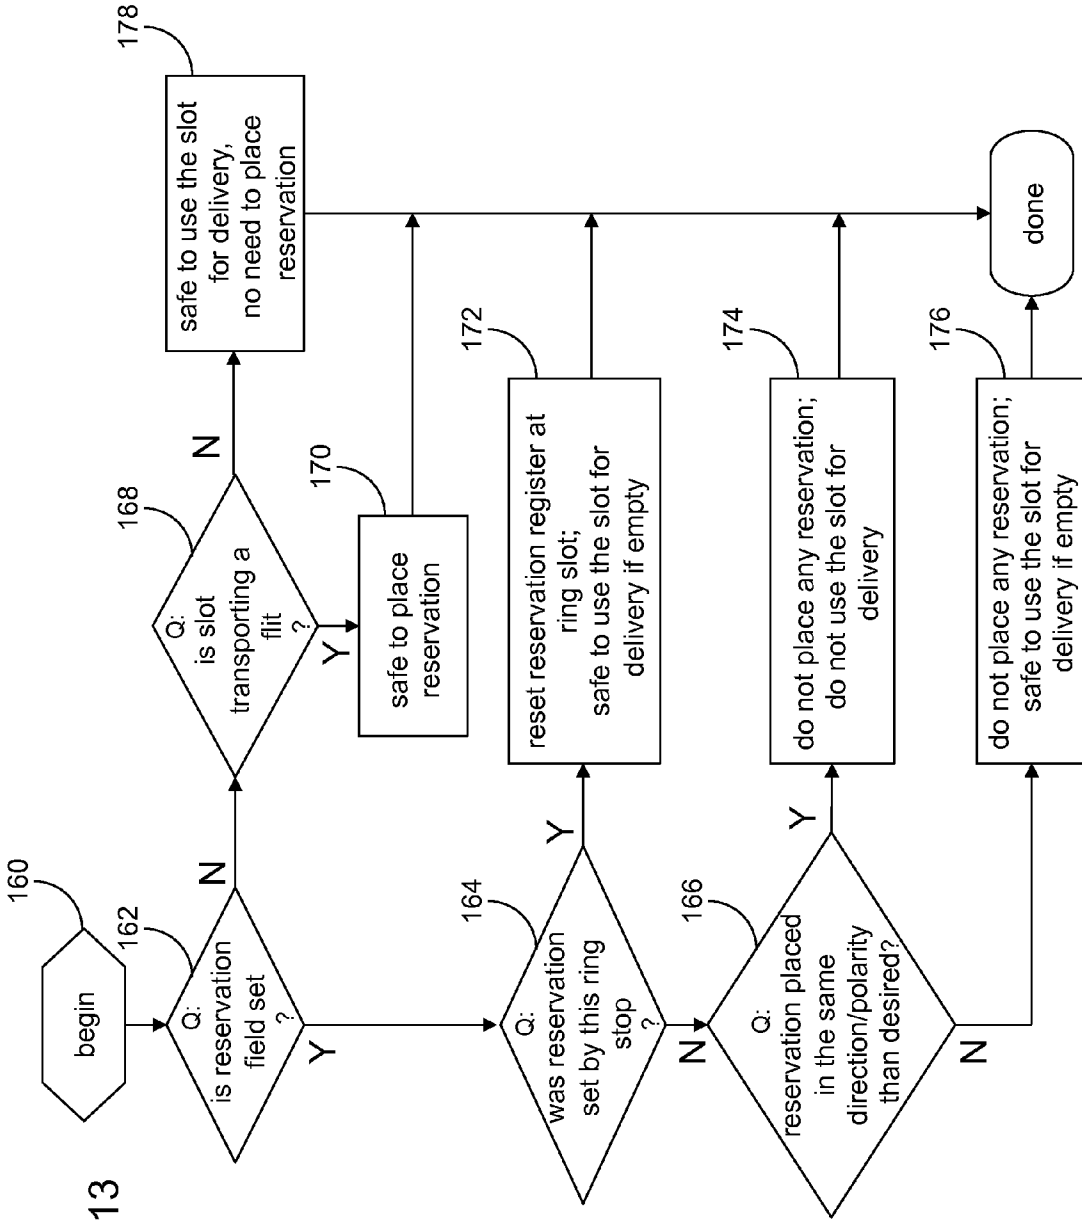 13
160
begin
162
Q:
is reservation
field set
?
N
Y
168
Q:
is slot
transporting a
flit
?
N
Y
178
safe to use the slot
for delivery,
no need to place
reservation
170
safe to place
reservation
164
Q:
was reservation
set by this ring
stop
?
Y
N
172
reset reservation register at
ring slot;
safe to use the slot for
delivery if empty
166
Q:
reservation placed
in the same
direction/polarity
than desired?
Y
N
174
do not place any reservation;
do not use the slot for
delivery
176
do not place any reservation;
safe to use the slot for
delivery if empty
done